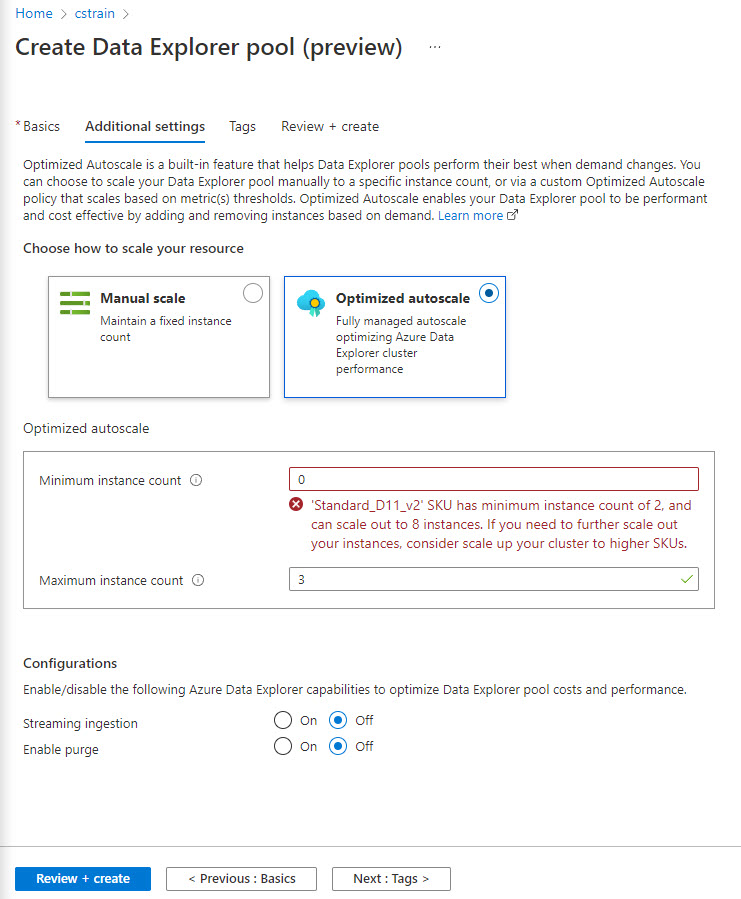 Home > cstrain >
Create Data Explorer pool (preview) ...
* Basics Additional settings Tags Review + create
Optimized Autoscale is a built-in feature that helps Data Explorer pools perform their best when demand changes. You
can choose to scale your Data Explorer pool manually to a specific instance count, or via a custom Optimized Autoscale
policy that scales based on metric(s) thresholds. Optimized Autoscale enables your Data Explorer pool to be performant
and cost effective by adding and removing instances based on demand. Learn more
Choose how to scale your resource
Manual scale
Maintain a fixed instance
count
Optimized autoscale
Fully managed autoscale
optimizing Azure Data
Explorer cluster
performance
Optimized autoscale
Minimum instance count 0
'Standard_D11_v2' SKU has minimum instance count of 2, and
can scale out to 8 instances. If you need to further scale out
your instances, consider scale up your cluster to higher SKUs.
Maximum instance count 3
Configurations
Enable/disable the following Azure Data Explorer capabilities to optimize Data Explorer pool costs and performance.
Streaming ingestion On Off
Enable purge On Off
Review + create < Previous : Basics Next : Tags >